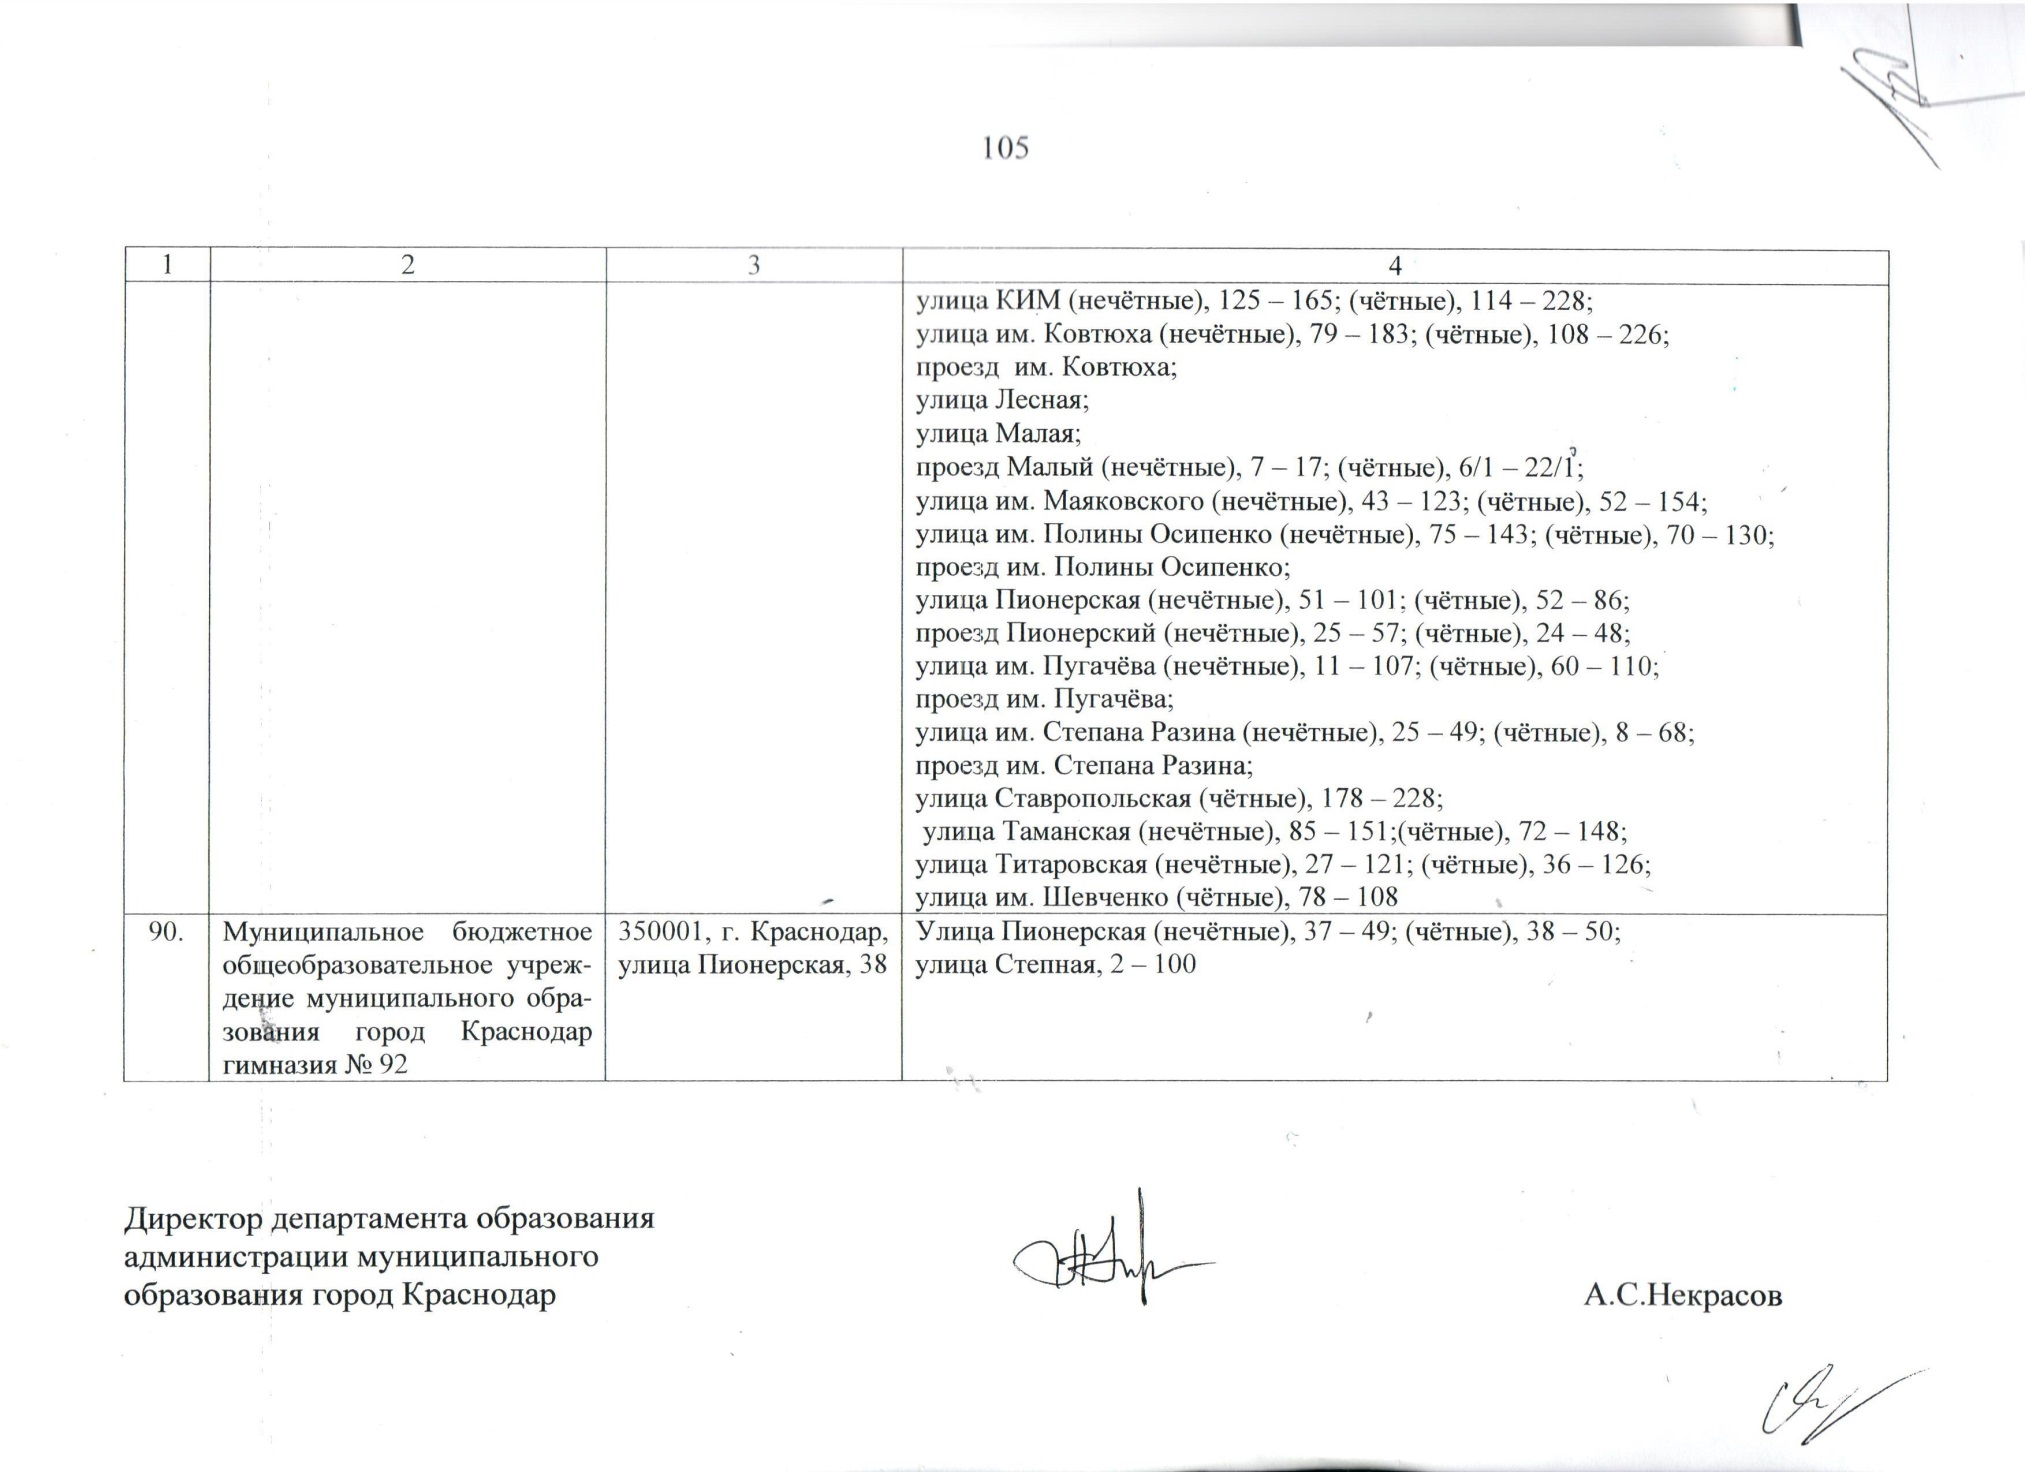 105
1 2 3 4
улица КИМ (нечётные), 125 – 165; (чётные), 114 – 228;
улица им. Ковтюха (нечётные), 79 – 183; (чётные), 108 – 226;
проезд им. Ковтюха;
улица Лесная;
улица Малая;
проезд Малый (нечётные), 7 – 17; (чётные), 6/1 – 22/1;
улица им. Маяковского (нечётные), 43 – 123; (чётные), 52 – 154;
улица им. Полины Осипенко (нечётные), 75 – 143; (чётные), 70 – 130;
проезд им. Полины Осипенко;
улица Пионерская (нечётные), 51 – 101; (чётные), 52 – 86;
проезд Пионерский (нечётные), 25 – 57; (чётные), 24 – 48;
улица им. Пугачёва (нечётные), 11 – 107; (чётные), 60 – 110;
проезд им. Пугачёва;
улица им. Степана Разина (нечётные), 25 – 49; (чётные), 8 – 68;
проезд им. Степана Разина;
улица Ставропольская (чётные), 178 – 228;
улица Таманская (нечётные), 85 – 151;(чётные), 72 – 148;
улица Титаровская (нечётные), 27 – 121; (чётные), 36 – 126;
улица им. Шевченко (чётные), 78 – 108
90.
Муниципальное бюджетное
общеобразовательное учреж-
дение муниципального обра-
зования город Краснодар
гимназия № 92
350001, г. Краснодар,
улица Пионерская, 38
Улица Пионерская (нечётные), 37 – 49; (чётные), 38 – 50;
улица Степная, 2 – 100
Директор департамента образования
администрации муниципального
образования город Краснодар
А.С.Некрасов